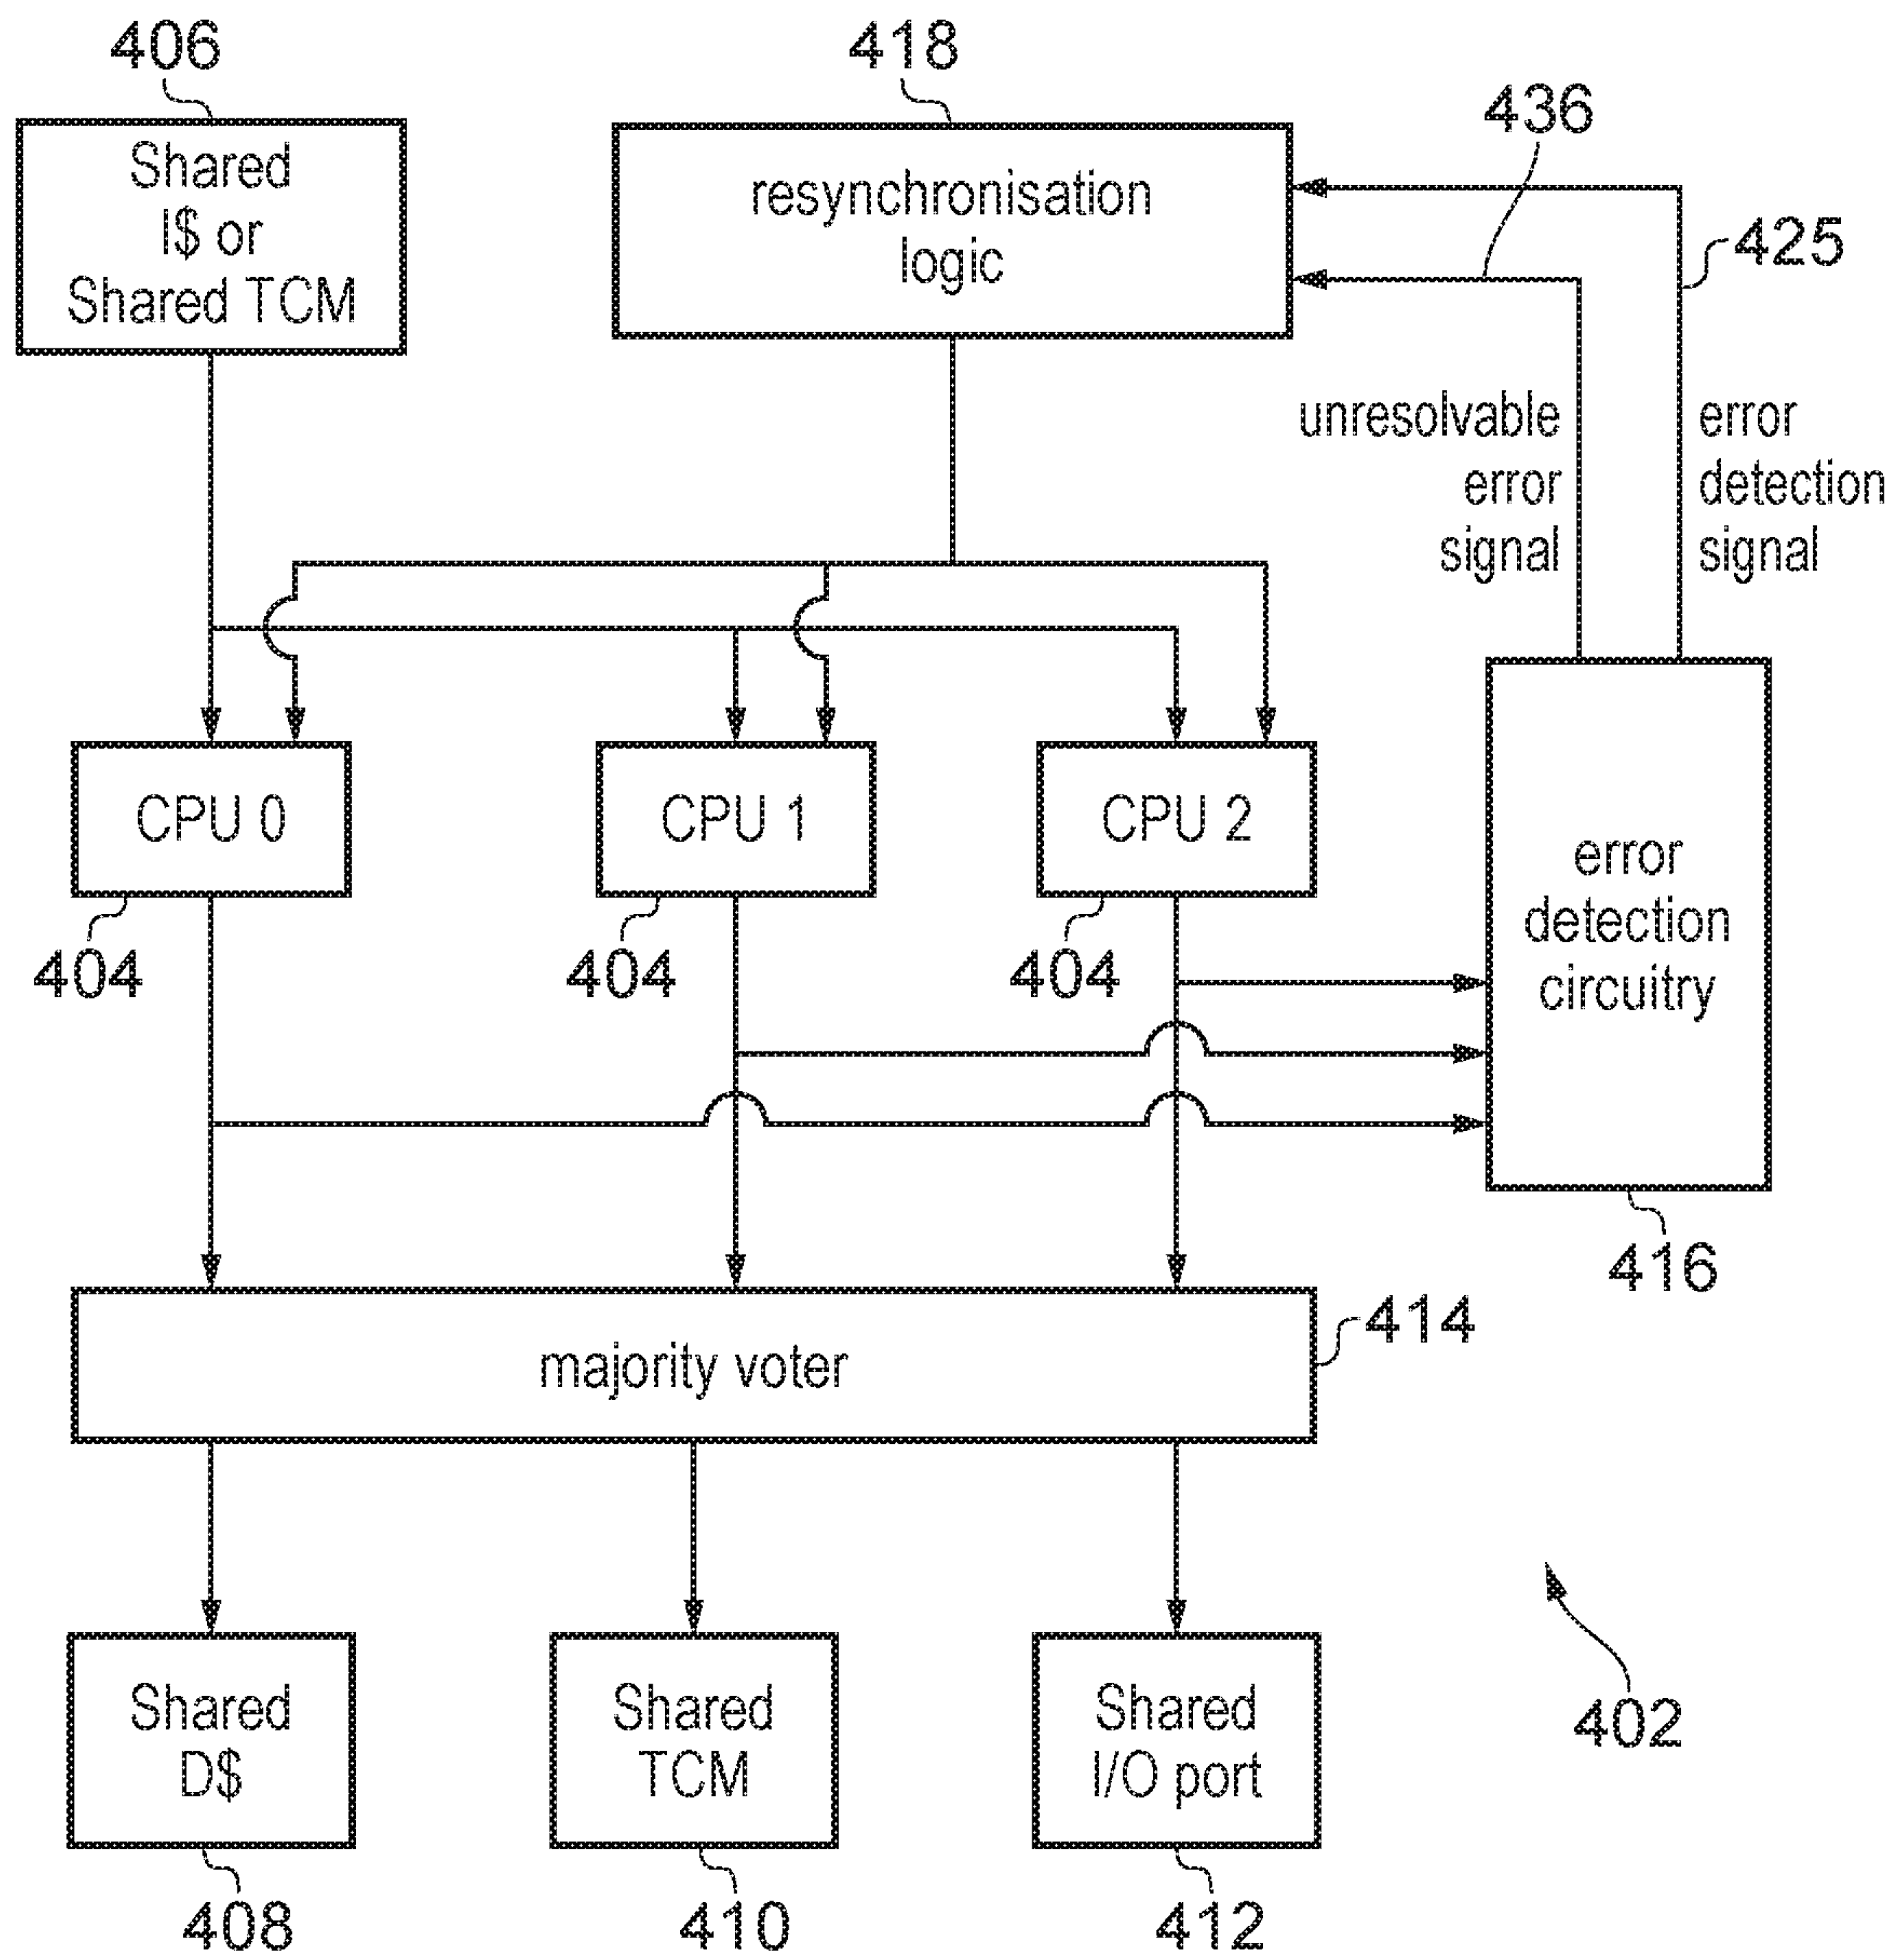 406
418
436
425
Shared
I$ or
Shared TCM
resynchronisation
logic
unresolvable
error
signal
error
detection
signal
CPU 0
CPU 1
CPU 2
404
404
404
error
detection
circuitry
416
majority voter
414
Shared
D$
Shared
TCM
Shared
I/O port
402
408
410
412